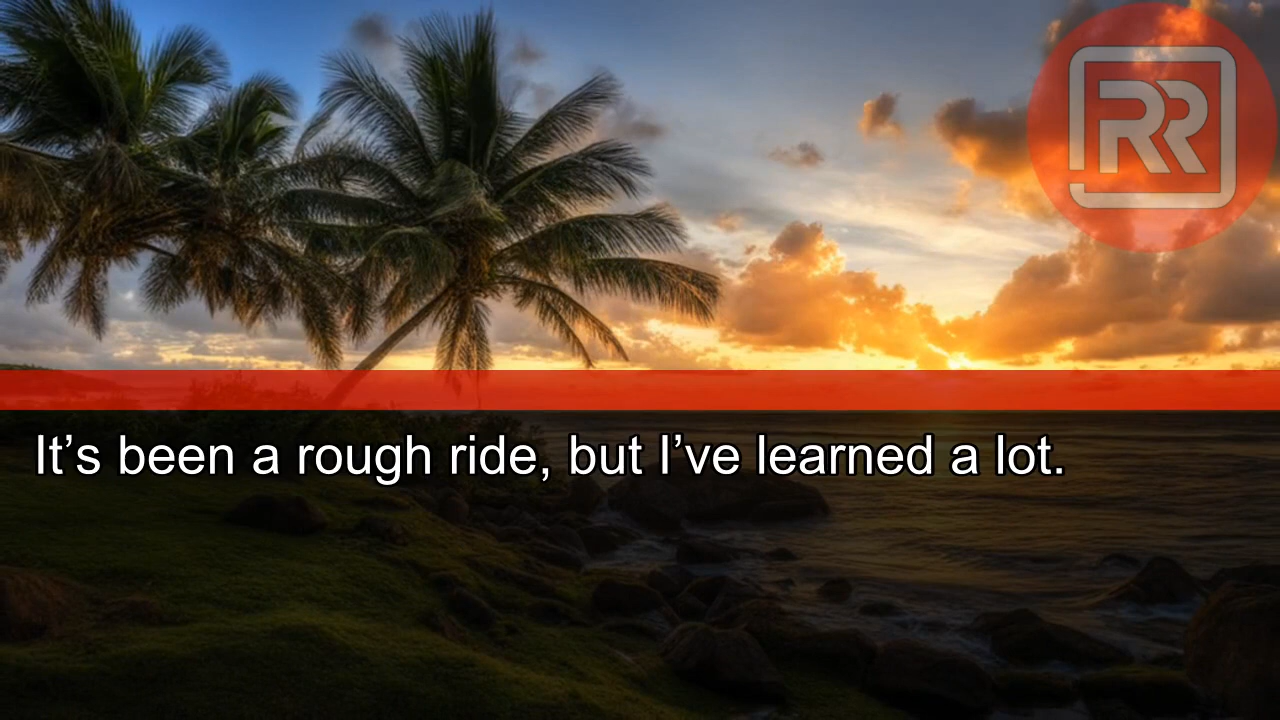 RR
It’s been a rough ride, but I’ve learned a lot.